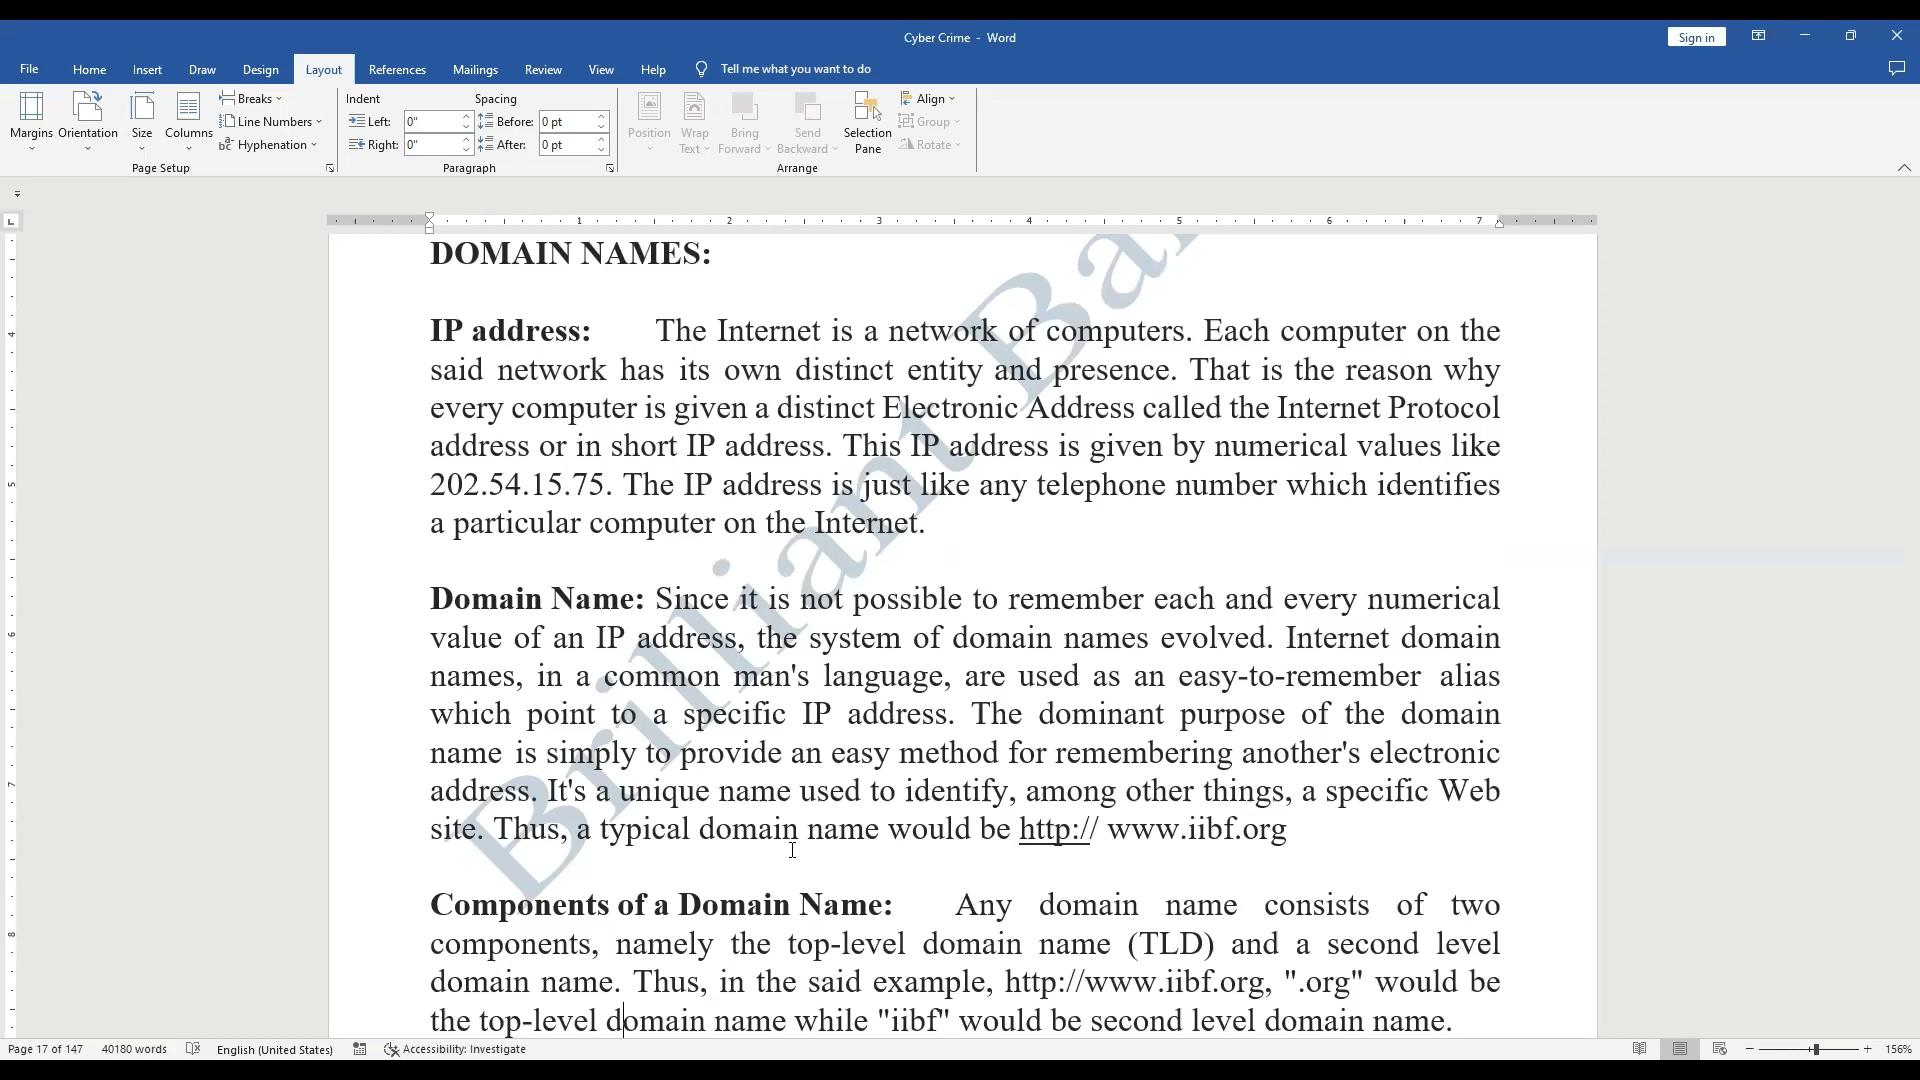 Cyber Crime - Word
Sign in
File Home Insert Draw Design Layout References Mailings Review View Help Tell me what you want to do
Margins
Orientation
Size
Columns
Breaks
Line Numbers
Hyphenation
Page Setup
Indent
Left: 0"
Right: 0"
Spacing
Before: 0 pt
After: 0 pt
Paragraph
Position
Wrap
Text
Bring
Forward
Send
Backward
Selection
Pane
Align
Group
Rotate
Arrange
1 2 3 4 5 6 7
4
5
6
7
8
DOMAIN NAMES:
IP address: The Internet is a network of computers. Each computer on the
said network has its own distinct entity and presence. That is the reason why
every computer is given a distinct Electronic Address called the Internet Protocol
address or in short IP address. This IP address is given by numerical values like
202.54.15.75. The IP address is just like any telephone number which identifies
a particular computer on the Internet.
Domain Name: Since it is not possible to remember each and every numerical
value of an IP address, the system of domain names evolved. Internet domain
names, in a common man's language, are used as an easy-to-remember alias
which point to a specific IP address. The dominant purpose of the domain
name is simply to provide an easy method for remembering another's electronic
address. It's a unique name used to identify, among other things, a specific Web
site. Thus, a typical domain name would be http:// www.iibf.org
Components of a Domain Name: Any domain name consists of two
components, namely the top-level domain name (TLD) and a second level
domain name. Thus, in the said example, http://www.iibf.org, ".org" would be
the top-level domain name while "iibf" would be second level domain name.
Brilliant Ba
Page 17 of 147 40180 words English (United States) Accessibility: Investigate 156%